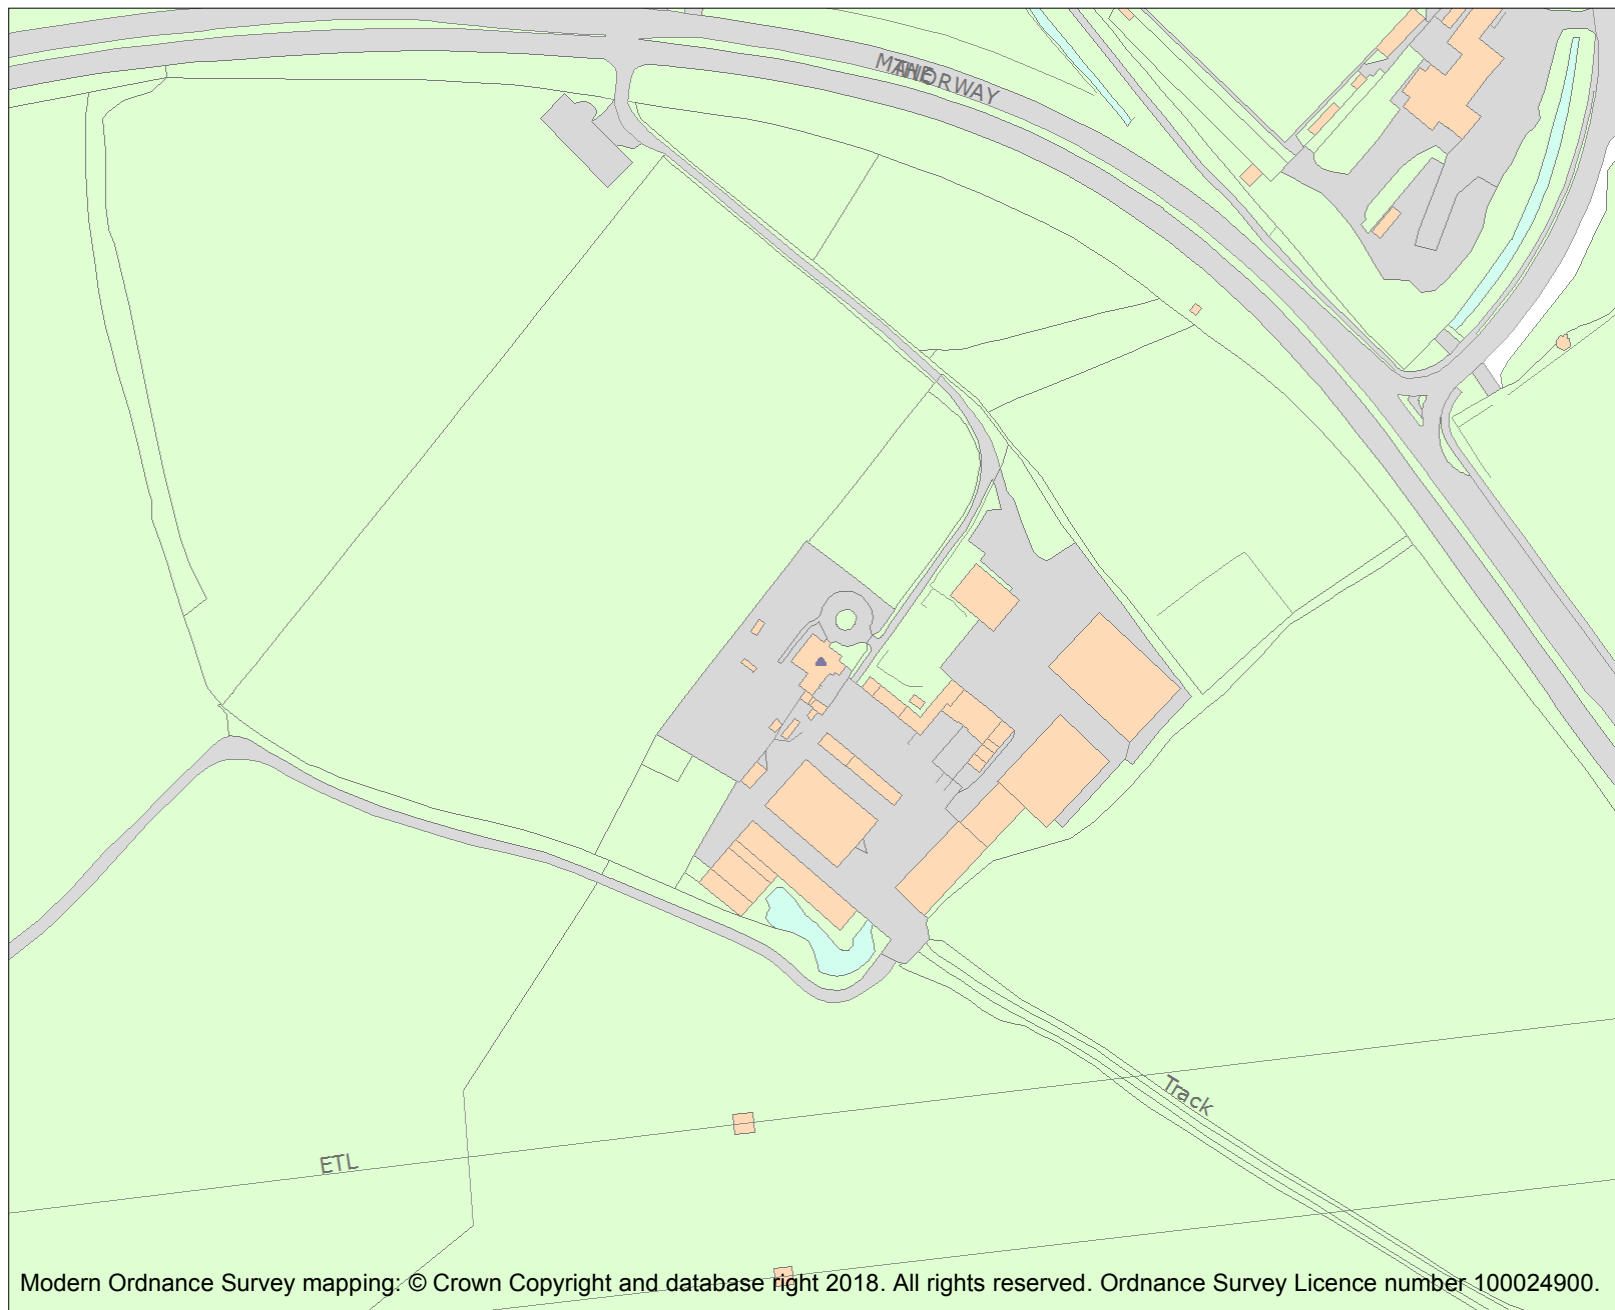 THE
MANORWAY
Track
ETL
Modern Ordnance Survey mapping: © Crown Copyright and database right 2018. All rights reserved. Ordnance Survey Licence number 100024900.